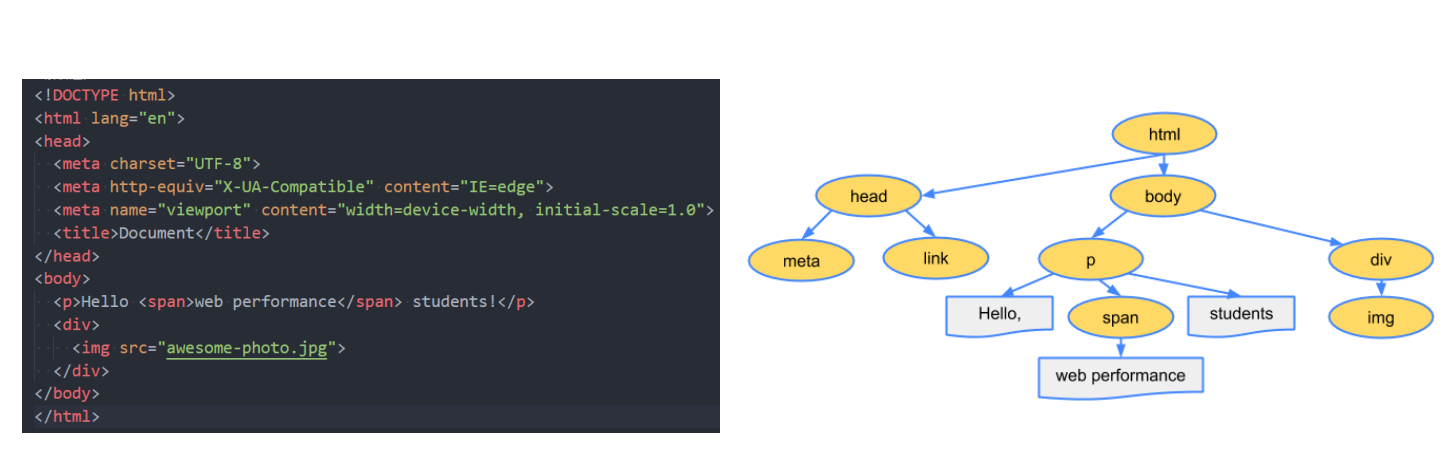 <!DOCTYPE html>
<html lang="en">
<head>
<meta charset="UTF-8">
<meta http-equiv="X-UA-Compatible" content="IE=edge">
<meta name="viewport" content="width=device-width, initial-scale=1.0">
<title>Document</title>
</head>
<body>
<p>Hello <span>web performance</span> students!</p>
<div>
<img src="awesome-photo.jpg">
</div>
</body>
</html>
html
head
body
meta
link
p
div
Hello,
span
students
img
web performance